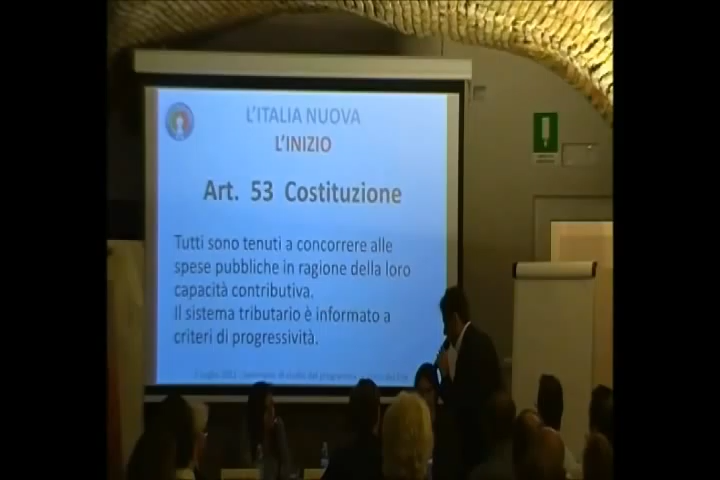 L'ITALIA NUOVA
L'INIZIO
Art. 53 Costituzione
Tutti sono tenuti a concorrere alle
spese pubbliche in ragione della loro
capacità contributiva.
Il sistema tributario è informato a
criteri di progressività.